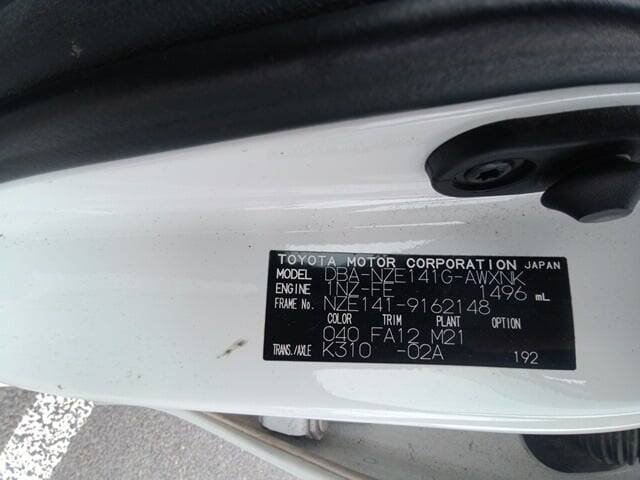 TOYOTA MOTOR CORPORATION JAPAN
MODEL DBA-NZE141G-AWXNK
ENGINE 1NZ-FE 1496 mL
FRAME No. NZE141-9162148
COLOR TRIM PLANT OPTION
040 FA12 M21
TRANS./AXLE K310 -02A 192